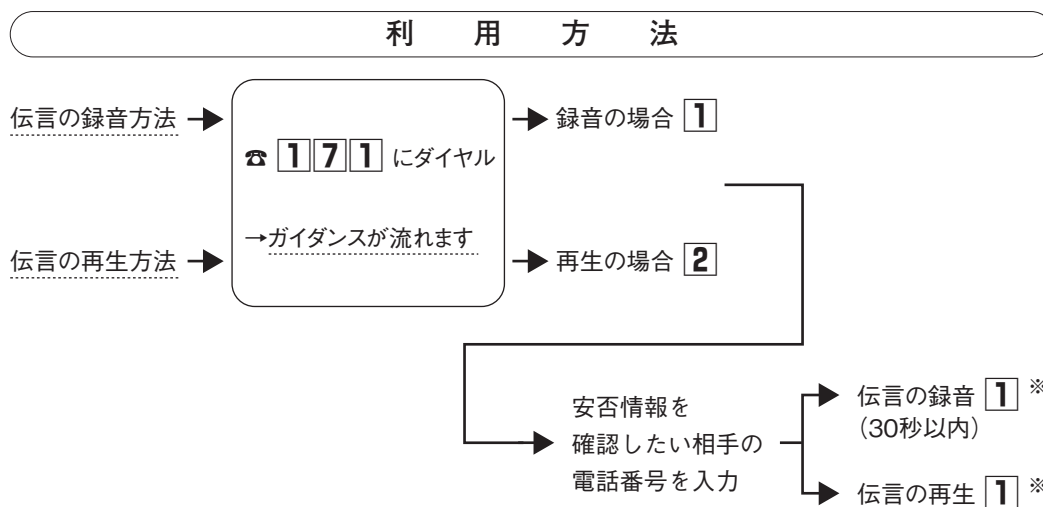 利用方法
伝言の録音方法
☎ 171 にダイヤル
→ガイダンスが流れます
伝言の再生方法
録音の場合 1
再生の場合 2
安否情報を
確認したい相手の
電話番号を入力
伝言の録音 1 ※
（30秒以内）
伝言の再生 1 ※